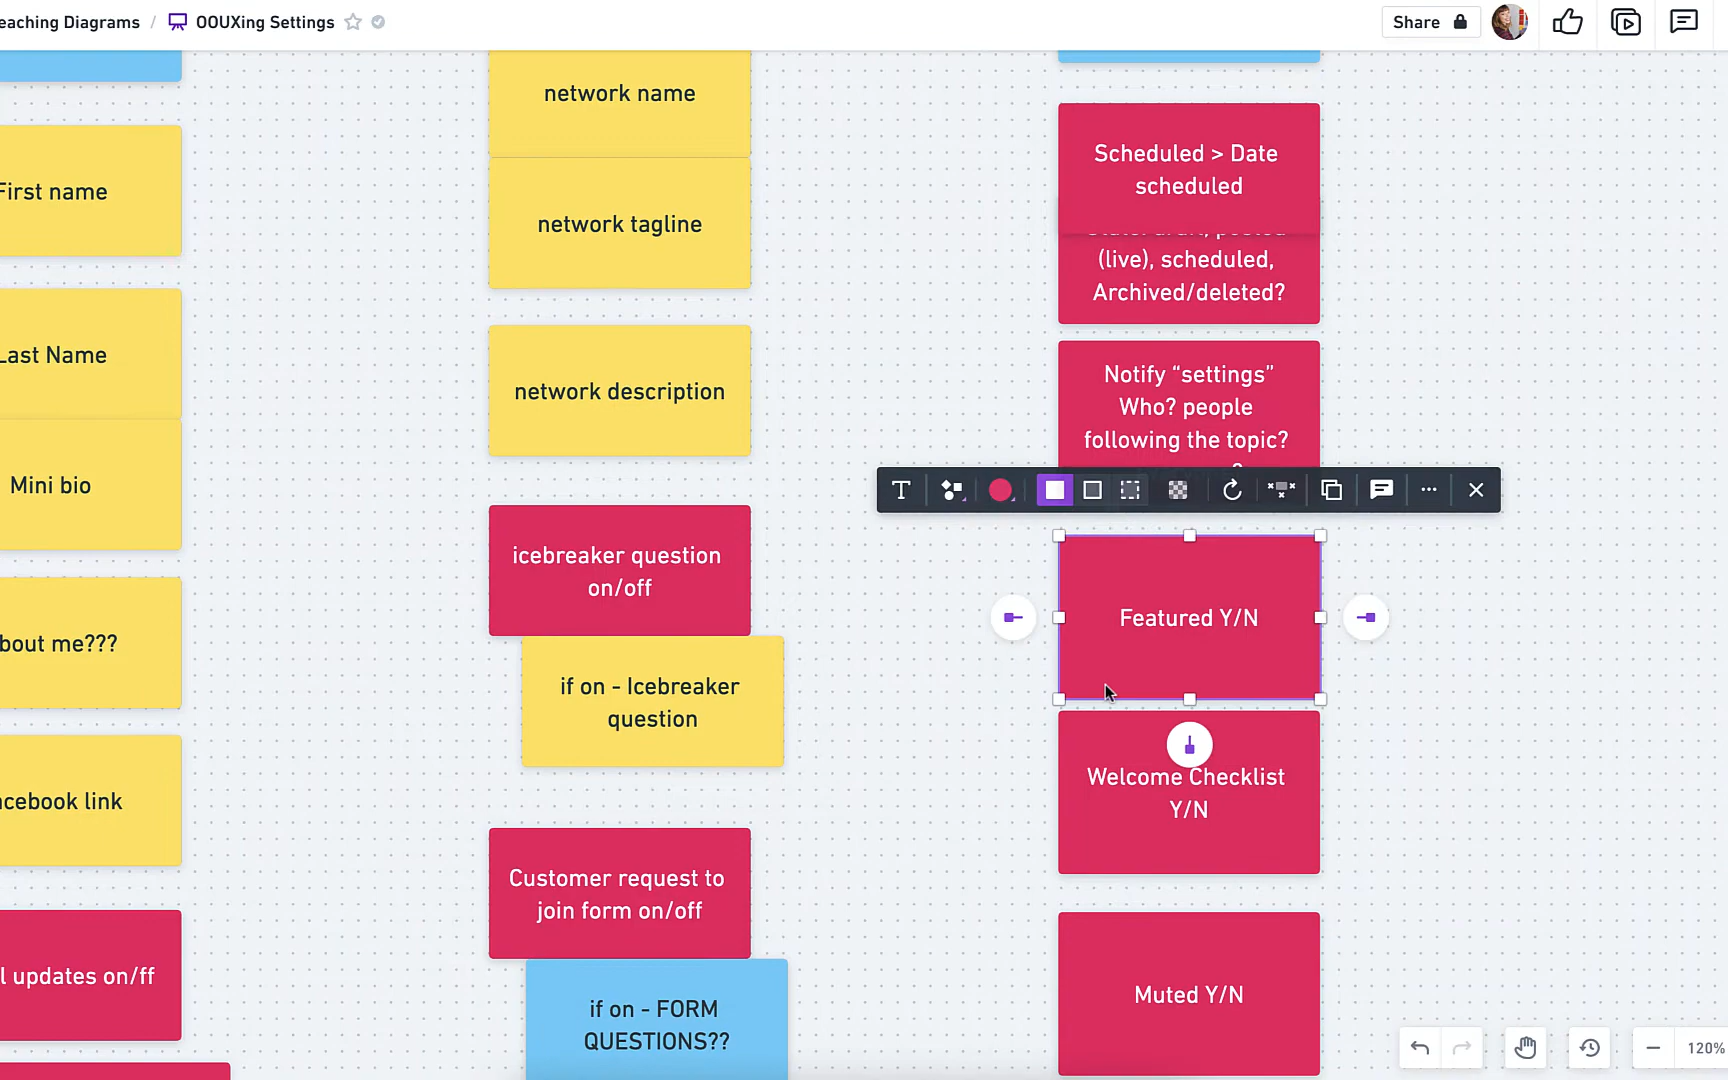 eaching Diagrams / OOUXing Settings
Share
First name
Last Name
Mini bio
bout me???
acebook link
l updates on/ff
network name
network tagline
network description
icebreaker question
on/off
if on - Icebreaker
question
Customer request to
join form on/off
if on - FORM
QUESTIONS??
Scheduled > Date
scheduled
(live), scheduled,
Archived/deleted?
Notify “settings”
Who? people
following the topic?
T
Featured Y/N
Welcome Checklist
Y/N
Muted Y/N
120%